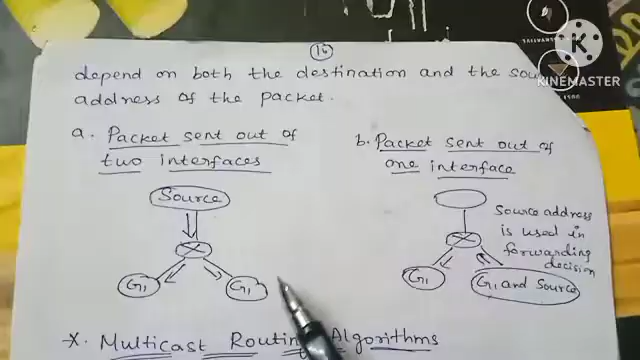 16
depend on both the destination and the
address of the packet.
a. Packet sent out of
two interfaces
b. Packet sent out of
one interface
Source
G1
G1
Source address
is used in
forwarding
decision
G1
G1 and Source
X. Multicast Routing Algorithms
K
KINEMASTER